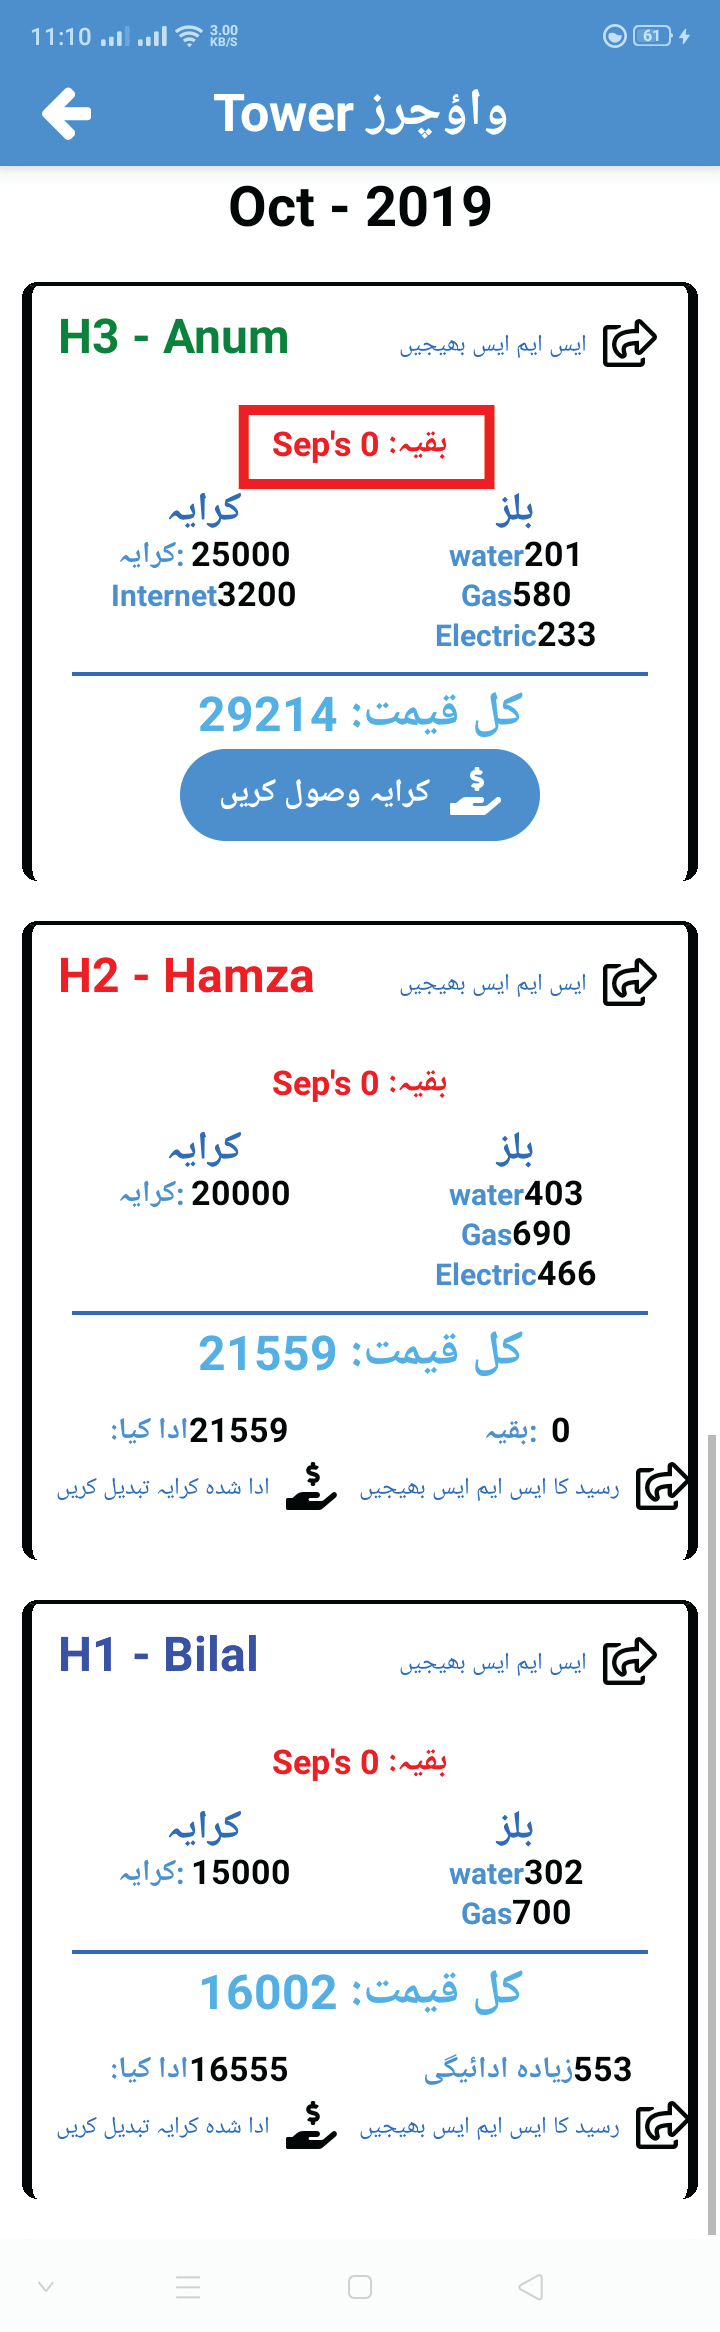 11:10 3.00 KB/S 61
Tower واؤچرز
Oct - 2019
H3 - Anum ایس ایم ایس بھیجیں
Sep's 0 :بقیہ
کرایہ بلز
کرایہ: 25000 water201
Internet3200 Gas580
Electric233
کل قیمت: 29214
کرایہ وصول کریں
H2 - Hamza ایس ایم ایس بھیجیں
Sep's 0 :بقیہ
کرایہ بلز
کرایہ: 20000 water403
Gas690
Electric466
کل قیمت: 21559
ادا کیا: 21559 بقیہ: 0
ادا شدہ کرایہ تبدیل کریں رسید کا ایس ایم ایس بھیجیں
H1 - Bilal ایس ایم ایس بھیجیں
Sep's 0 :بقیہ
کرایہ بلز
کرایہ: 15000 water302
Gas700
کل قیمت: 16002
ادا کیا: 16555 زیادہ ادائیگی553
ادا شدہ کرایہ تبدیل کریں رسید کا ایس ایم ایس بھیجیں